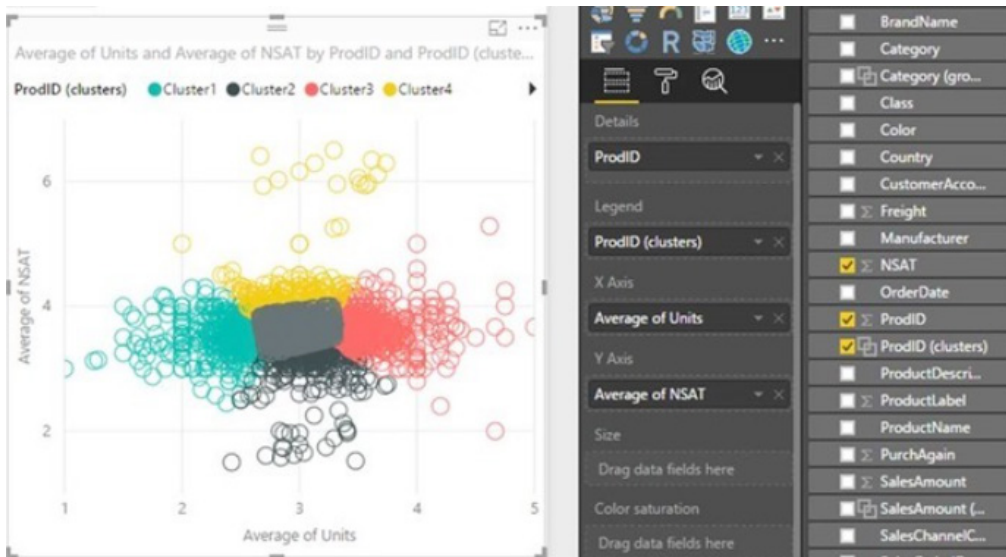 Average of Units and Average of NSAT by ProdID and ProdID (cluste...
ProdID (clusters) Cluster1 Cluster2 Cluster3 Cluster4
6
4
2
Average of NSAT
1 2 3 4 5
Average of Units
123
R
Details
ProdID
Legend
ProdID (clusters)
X Axis
Average of Units
Y Axis
Average of NSAT
Size
Drag data fields here
Color saturation
Drag data fields here
BrandName
Category
Category (gro...
Class
Color
Country
CustomerAcco...
Σ Freight
Manufacturer
Σ NSAT
OrderDate
Σ ProdID
ProdID (clusters)
ProductDescri...
Σ ProductLabel
ProductName
Σ PurchAgain
Σ SalesAmount
SalesAmount (...
SalesChannelC...